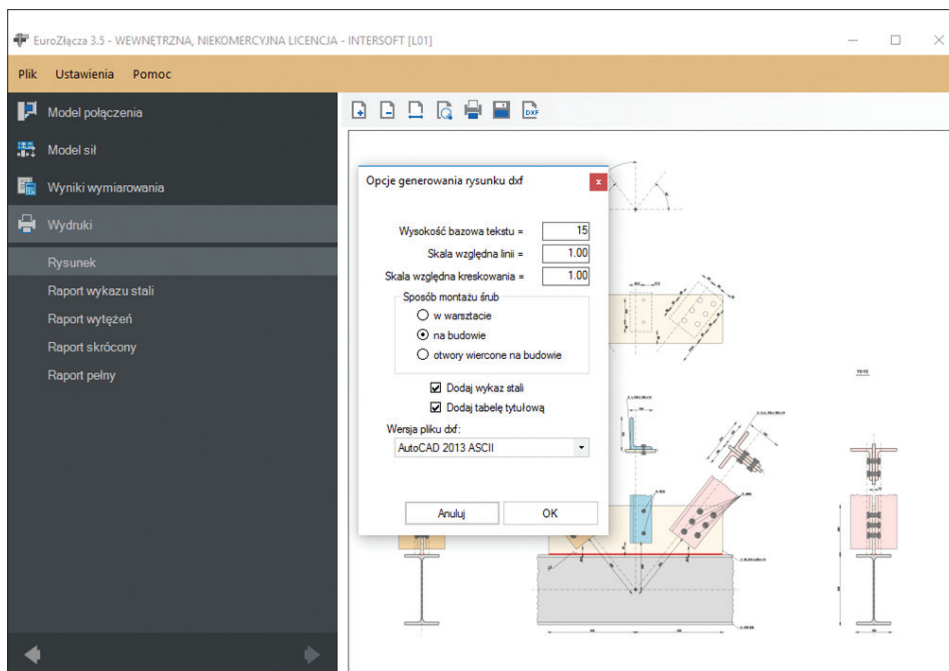 EuroZłącza 3.5 - WEWNĘTRZNA, NIEKOMERCYJNA LICENCJA - INTERSOFT [L01]
Plik Ustawienia Pomoc
Model połączenia
Model sił
Wyniki wymiarowania
Wydruki
Rysunek
Raport wykazu stali
Raport wytężeń
Raport skrócony
Raport pełny
DXF
Opcje generowania rysunku dxf
x
Wysokość bazowa tekstu = 15
Skala względna linii = 1.00
Skala względna kreskowania = 1.00
Sposób montażu śrub
w warsztacie
na budowie
otwory wiercone na budowie
Dodaj wykaz stali
Dodaj tabelę tytułową
Wersja pliku dxf:
AutoCAD 2013 ASCII
Anuluj OK